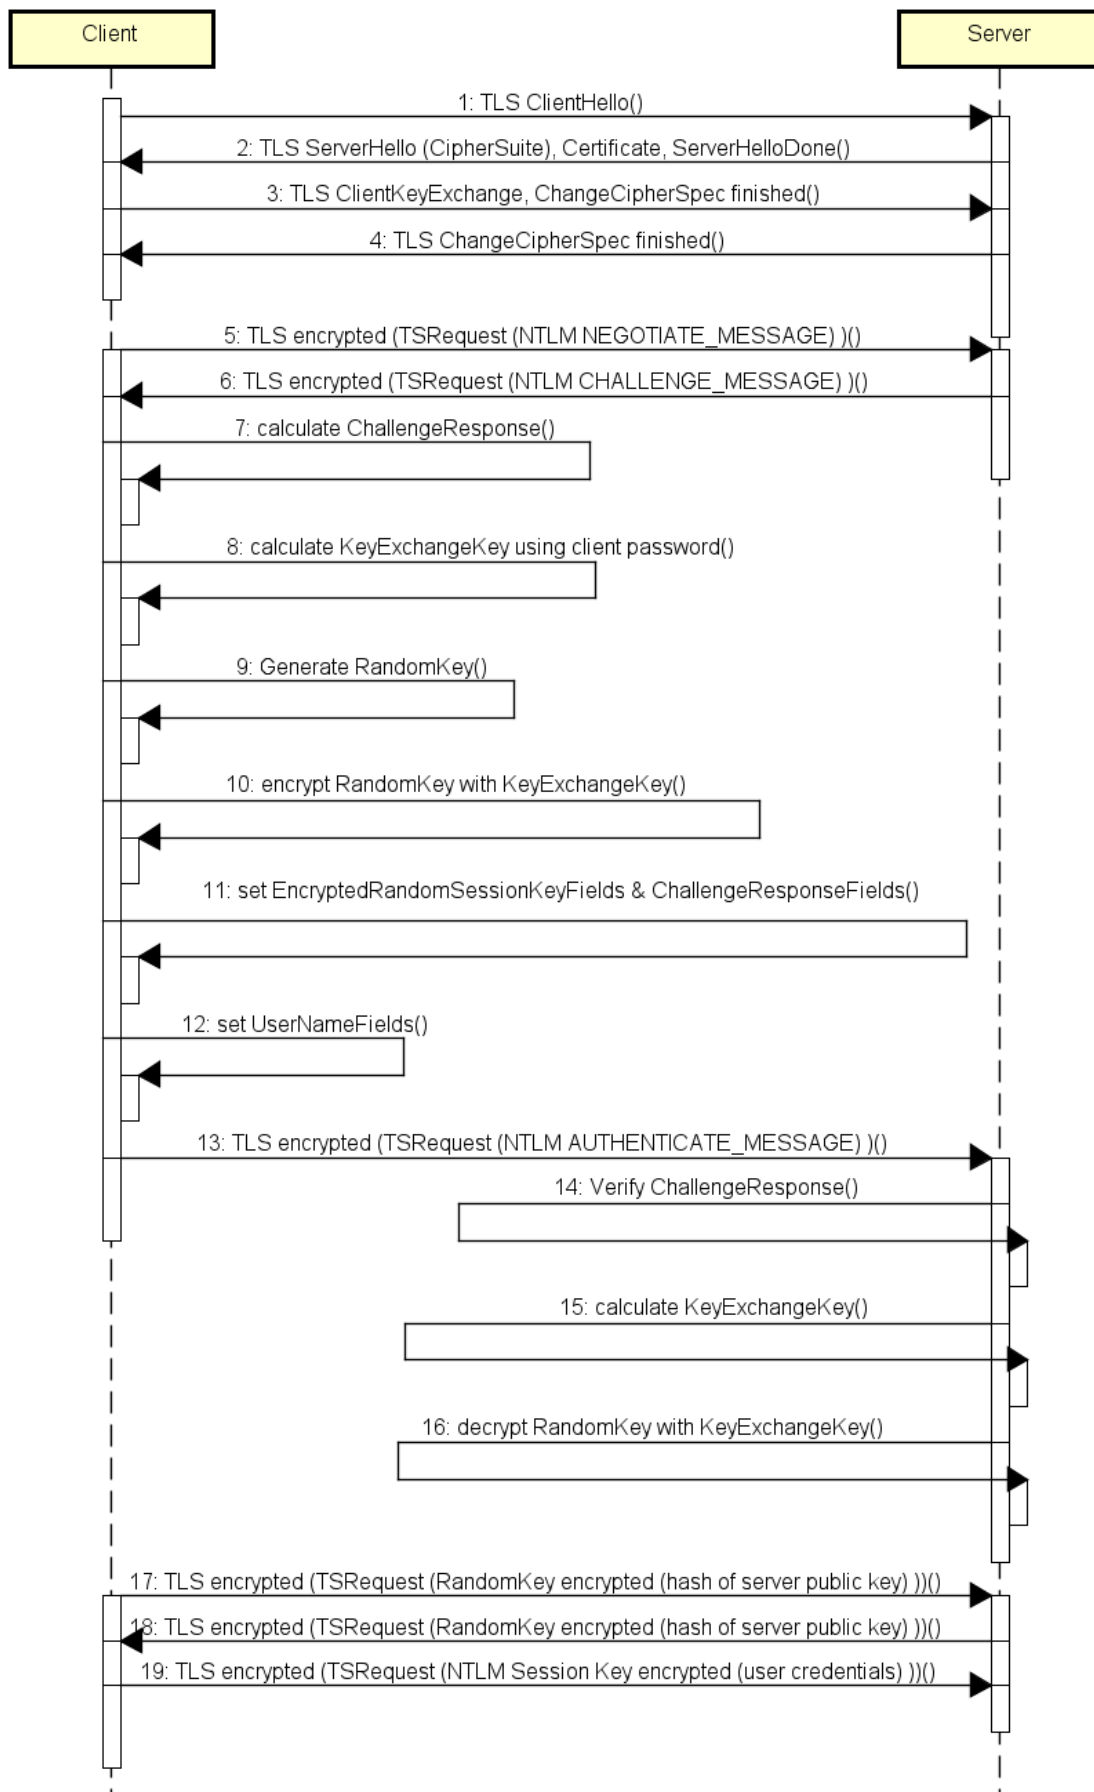 Client
Server
1: TLS ClientHello()
2: TLS ServerHello (CipherSuite), Certificate, ServerHelloDone()
3: TLS ClientKeyExchange, ChangeCipherSpec finished()
4: TLS ChangeCipherSpec finished()
5: TLS encrypted (TSRequest (NTLM NEGOTIATE_MESSAGE) )()
6: TLS encrypted (TSRequest (NTLM CHALLENGE_MESSAGE) )()
7: calculate ChallengeResponse()
8: calculate KeyExchangeKey using client password()
9: Generate RandomKey()
10: encrypt RandomKey with KeyExchangeKey()
11: set EncryptedRandomSessionKeyFields & ChallengeResponseFields()
12: set UserNameFields()
13: TLS encrypted (TSRequest (NTLM AUTHENTICATE_MESSAGE) )()
14: Verify ChallengeResponse()
15: calculate KeyExchangeKey()
16: decrypt RandomKey with KeyExchangeKey()
17: TLS encrypted (TSRequest (RandomKey encrypted (hash of server public key) ))()
18: TLS encrypted (TSRequest (RandomKey encrypted (hash of server public key) ))()
19: TLS encrypted (TSRequest (NTLM Session Key encrypted (user credentials) ))()